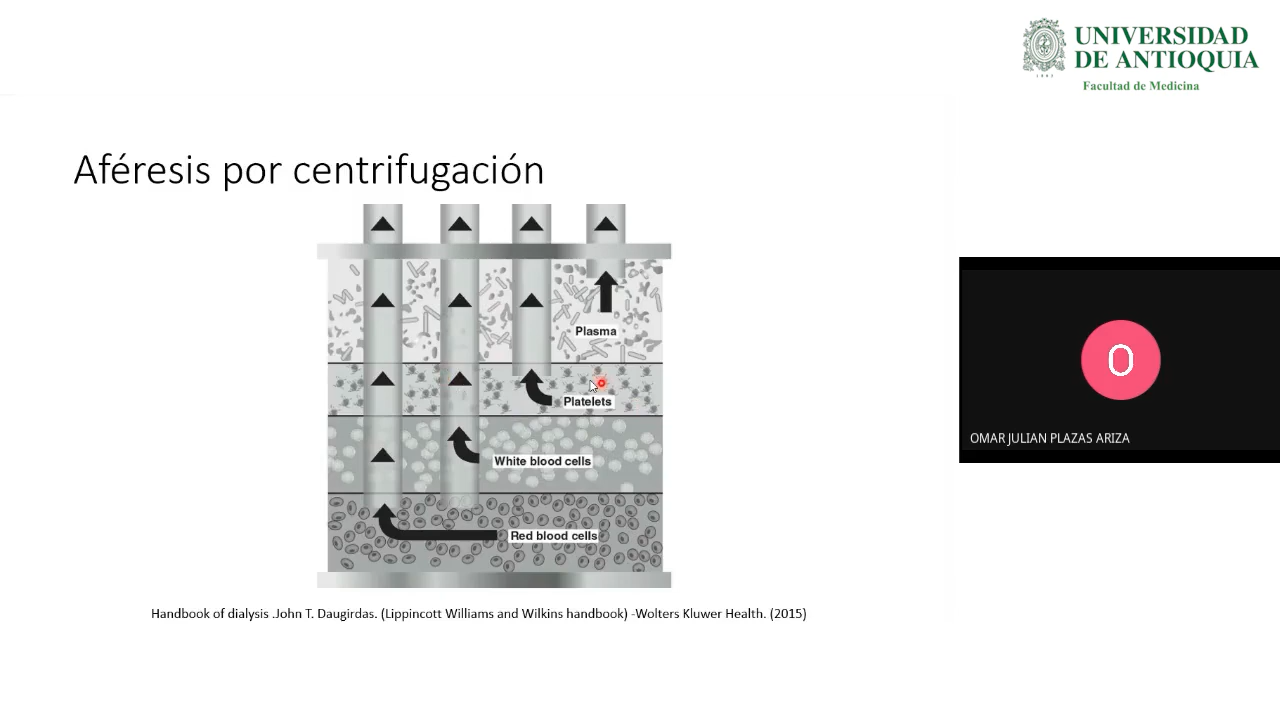 UNIVERSIDAD
DE ANTIOQUIA
1803
Facultad de Medicina
Aféresis por centrifugación
Plasma
Platelets
White blood cells
Red blood cells
O
OMAR JULIAN PLAZAS ARIZA
Handbook of dialysis .John T. Daugirdas. (Lippincott Williams and Wilkins handbook) -Wolters Kluwer Health. (2015)